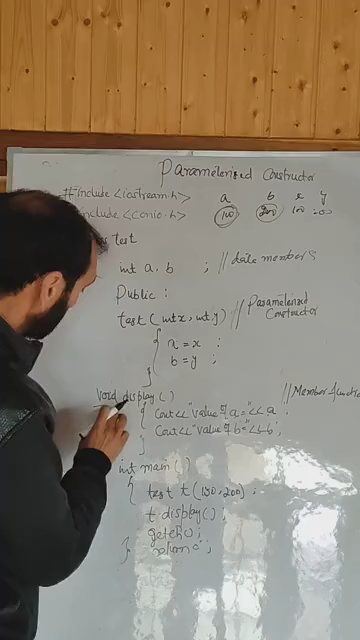 Parameterized Constructor
#include <iostream.h>
include <conio.h>
a b x y
100 200 100
test
int a, b ; // data members
Public :
test (int x, int y) // Parameterized Constructor
{ a = x ;
b = y ;
}
Void display ()
// Member function
{ Cout<< "value of a = "<< a ;
Cout<< "value of b = "<< b ;
}
int main ()
{ test t (100, 200) ;
t. display () ;
getch () ;
} return 0 ;